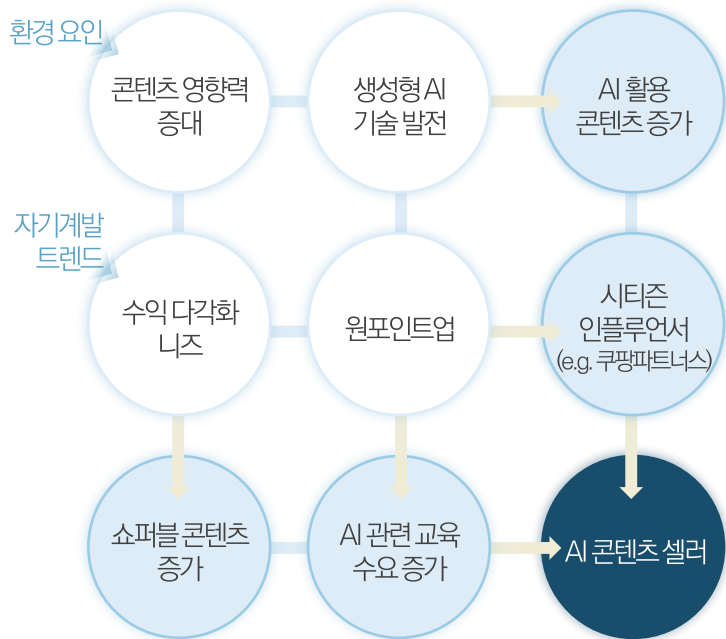 환경 요인
콘텐츠 영향력
증대
생성형 AI
기술 발전
AI 활용
콘텐츠 증가
자기계발
트렌드
수익 다각화
니즈
원포인트업
시티즌
인플루언서
(e.g. 쿠팡파트너스)
쇼퍼블 콘텐츠
증가
AI 관련 교육
수요 증가
AI 콘텐츠 셀러